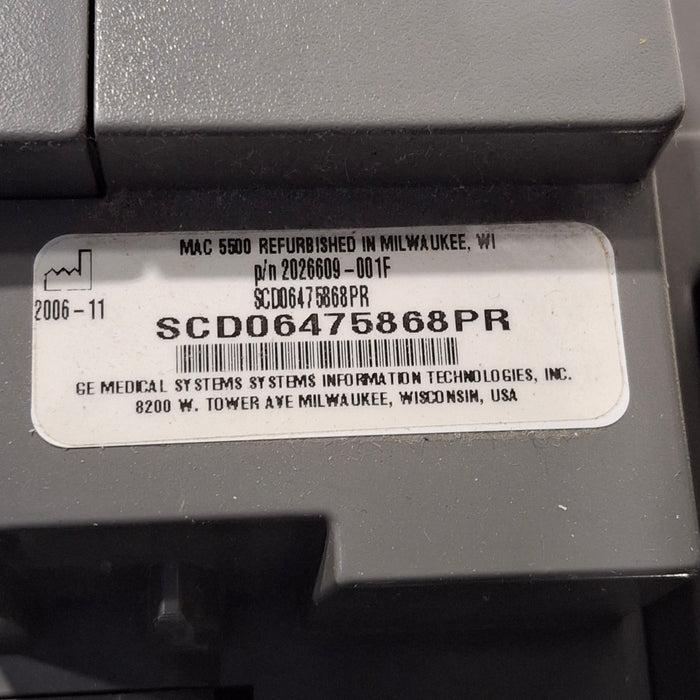 MAC 5500 REFURBISHED IN MILWAUKEE, WI
p/n 2026609-001F
SCD06475868PR
2006-11
SCD06475868PR
GE MEDICAL SYSTEMS SYSTEMS INFORMATION TECHNOLOGIES, INC.
8200 W. TOWER AVE MILWAUKEE, WISCONSIN, USA